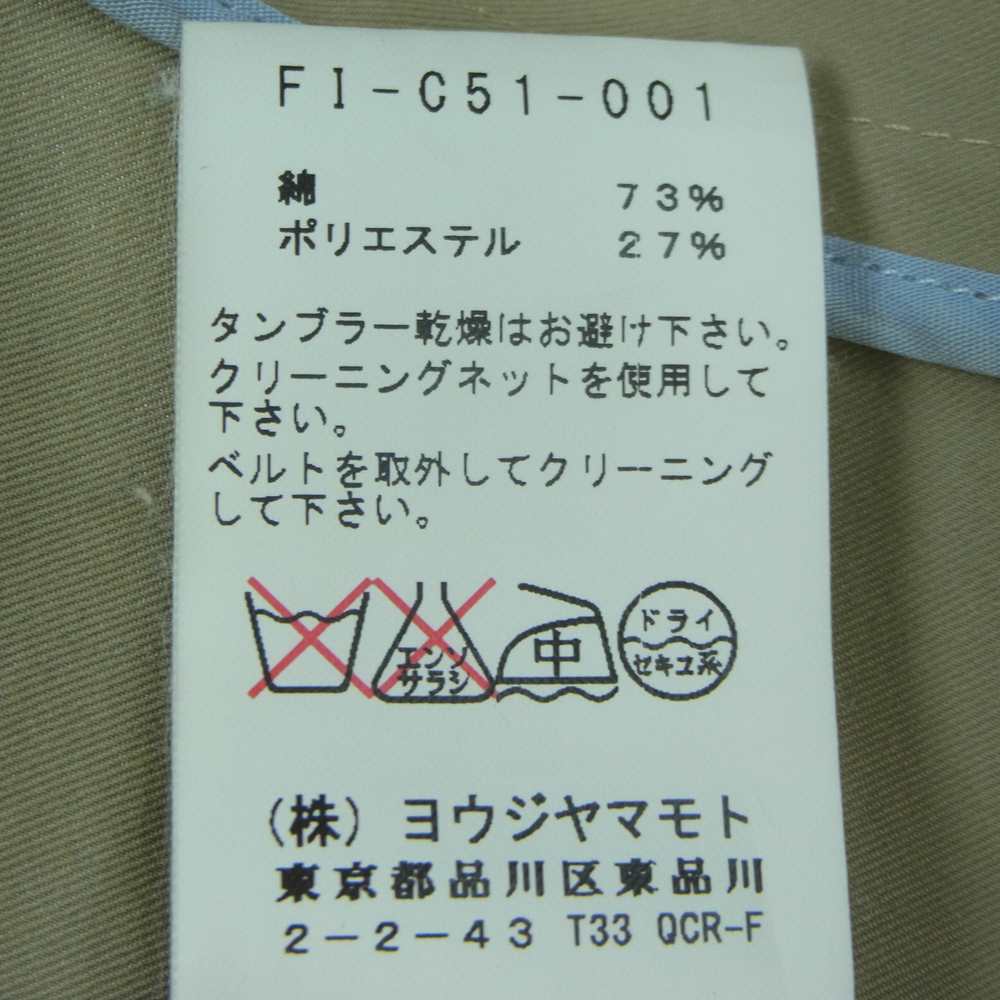 FI-C51-001
綿 73%
ポリエステル 27%
タンブラー乾燥はお避け下さい。
クリーニングネットを使用して
下さい。
ベルトを取外してクリーニング
して下さい。
エンソ
サラシ
中
ドライ
セキユ系
(株) ヨウジヤマモト
東京都品川区東品川
2-2-43 T33 QCR-F